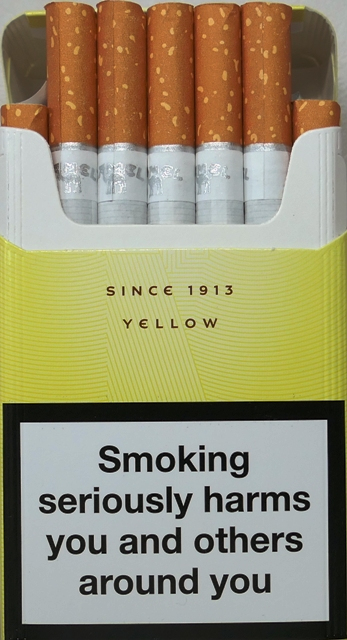 SINCE 1913
YELLOW
Smoking
seriously harms
you and others
around you